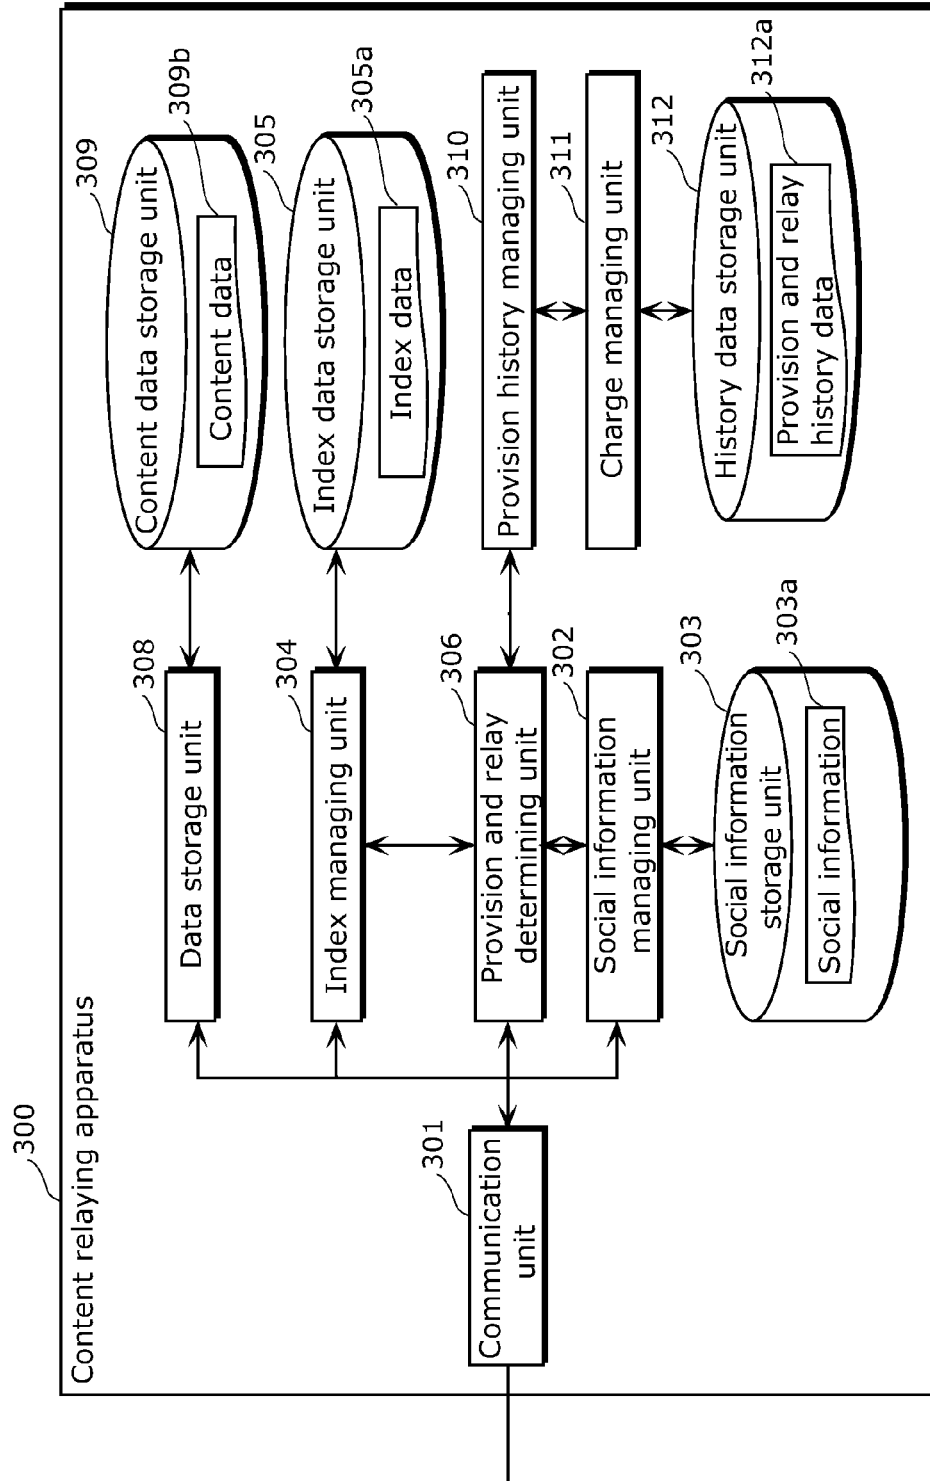 300
Content relaying apparatus
309
Content data storage unit
309b
Content data
308
Data storage unit
305
Index data storage unit
305a
Index data
304
Index managing unit
310
Provision history managing unit
306
Provision and relay
determining unit
301
Communication
unit
311
Charge managing unit
302
Social information
managing unit
312
History data storage unit
312a
Provision and relay
history data
303
Social information
storage unit
303a
Social information